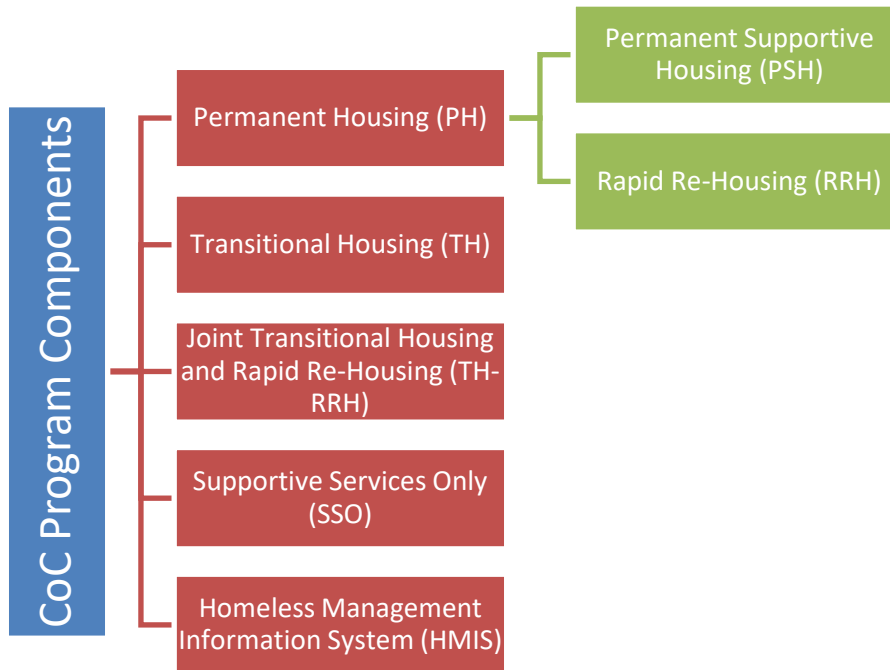 CoC Program Components
Permanent Housing (PH)
Permanent Supportive
Housing (PSH)
Rapid Re-Housing (RRH)
Transitional Housing (TH)
Joint Transitional Housing
and Rapid Re-Housing (TH-
RRH)
Supportive Services Only
(SSO)
Homeless Management
Information System (HMIS)